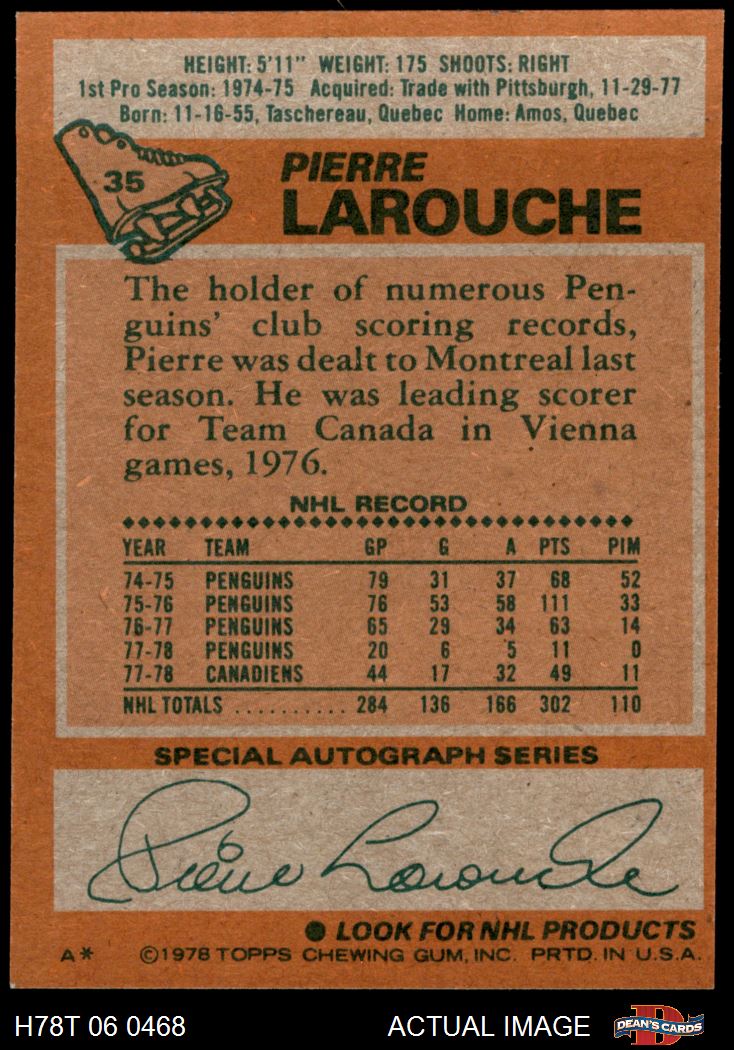 HEIGHT: 5'11" WEIGHT: 175 SHOOTS: RIGHT
1st Pro Season: 1974-75 Acquired: Trade with Pittsburgh, 11-29-77
Born: 11-16-55, Taschereau, Quebec Home: Amos, Quebec
35
PIERRE
LAROUCHE
The holder of numerous Pen-
guins' club scoring records,
Pierre was dealt to Montreal last
season. He was leading scorer
for Team Canada in Vienna
games, 1976.
NHL RECORD
YEAR TEAM GP G A PTS PIM
74-75 PENGUINS 79 31 37 68 52
75-76 PENGUINS 76 53 58 111 33
76-77 PENGUINS 65 29 34 63 14
77-78 PENGUINS 20 6 5 11 0
77-78 CANADIENS 44 17 32 49 11
NHL TOTALS .......... 284 136 166 302 110
SPECIAL AUTOGRAPH SERIES
Pierre Larouche
● LOOK FOR NHL PRODUCTS
A* ©1978 TOPPS CHEWING GUM, INC. PRTD. IN U.S.A.
H78T 06 0468 ACTUAL IMAGE D DEAN'S CARDS